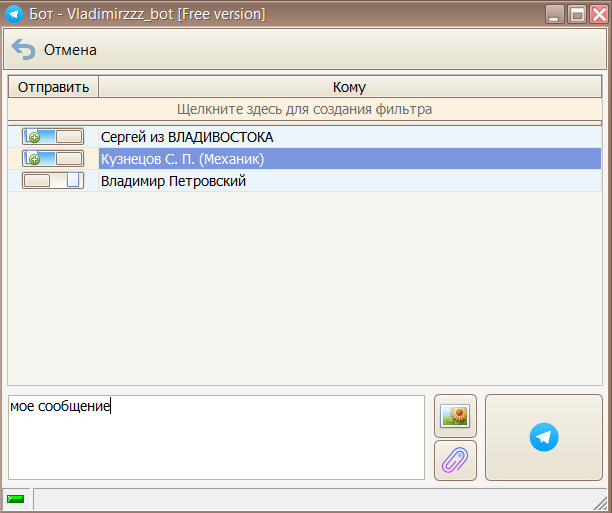 Бот - Vladimirzzz_bot [Free version]
Отмена
Отправить Кому
Щелкните здесь для создания фильтра
Сергей из ВЛАДИВОСТОКА
Кузнецов С. П. (Механик)
Владимир Петровский
мое сообщение